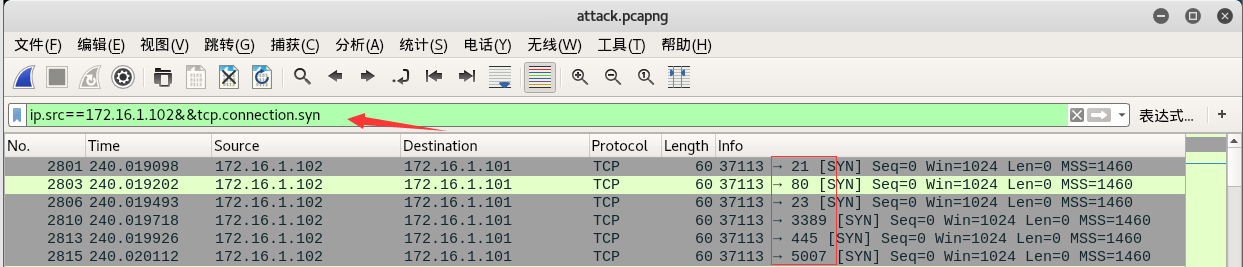 attack.pcapng
文件(F) 编辑(E) 视图(V) 跳转(G) 捕获(C) 分析(A) 统计(S) 电话(Y) 无线(W) 工具(T) 帮助(H)
ip.src==172.16.1.102&&tcp.connection.syn 表达式… +
No. Time Source Destination Protocol Length Info
2801 240.019098 172.16.1.102 172.16.1.101 TCP 60 37113 → 21 [SYN] Seq=0 Win=1024 Len=0 MSS=1460
2803 240.019202 172.16.1.102 172.16.1.101 TCP 60 37113 → 80 [SYN] Seq=0 Win=1024 Len=0 MSS=1460
2806 240.019493 172.16.1.102 172.16.1.101 TCP 60 37113 → 23 [SYN] Seq=0 Win=1024 Len=0 MSS=1460
2810 240.019718 172.16.1.102 172.16.1.101 TCP 60 37113 → 3389 [SYN] Seq=0 Win=1024 Len=0 MSS=1460
2813 240.019926 172.16.1.102 172.16.1.101 TCP 60 37113 → 445 [SYN] Seq=0 Win=1024 Len=0 MSS=1460
2815 240.020112 172.16.1.102 172.16.1.101 TCP 60 37113 → 5007 [SYN] Seq=0 Win=1024 Len=0 MSS=1460